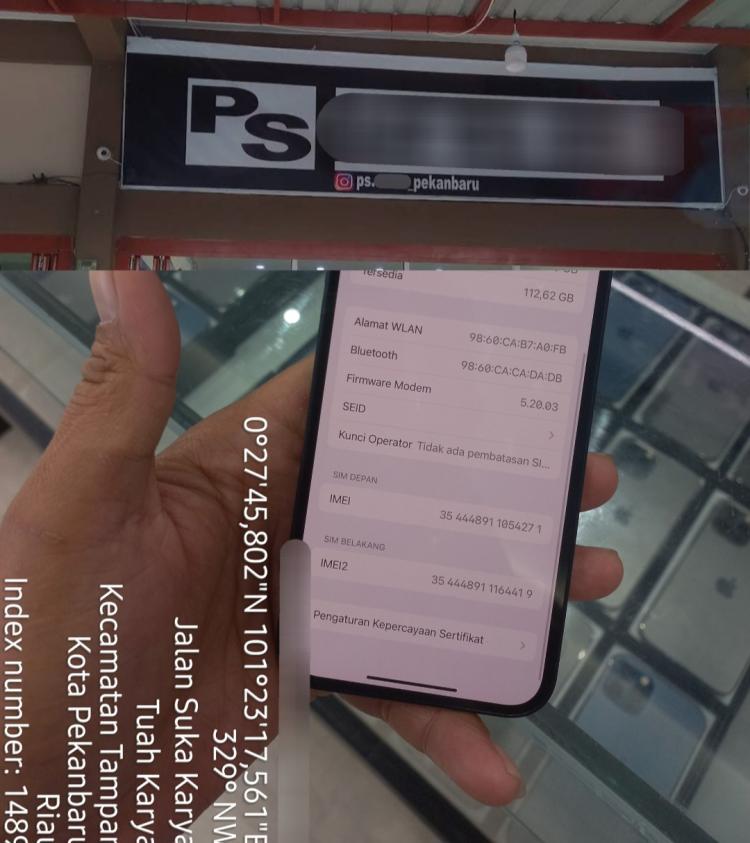 PS
ps.
_pekanbaru
Tersedia
112,62 GB
Alamat WLAN 98:60:CA:B7:A0:FB
Bluetooth 98:60:CA:CA:DA:DB
Firmware Modem 5.20.03
SEID
Kunci Operator Tidak ada pembatasan SI...
SIM DEPAN
IMEI 35 444891 105427 1
SIM BELAKANG
IMEI2 35 444891 116441 9
Pengaturan Kepercayaan Sertifikat
0°27'45,802"N 101°23'17,561"E
329° NW
Jalan Suka Karya
Tuah Karya
Kecamatan Tampan
Kota Pekanbaru
Riau
Index number: 1489